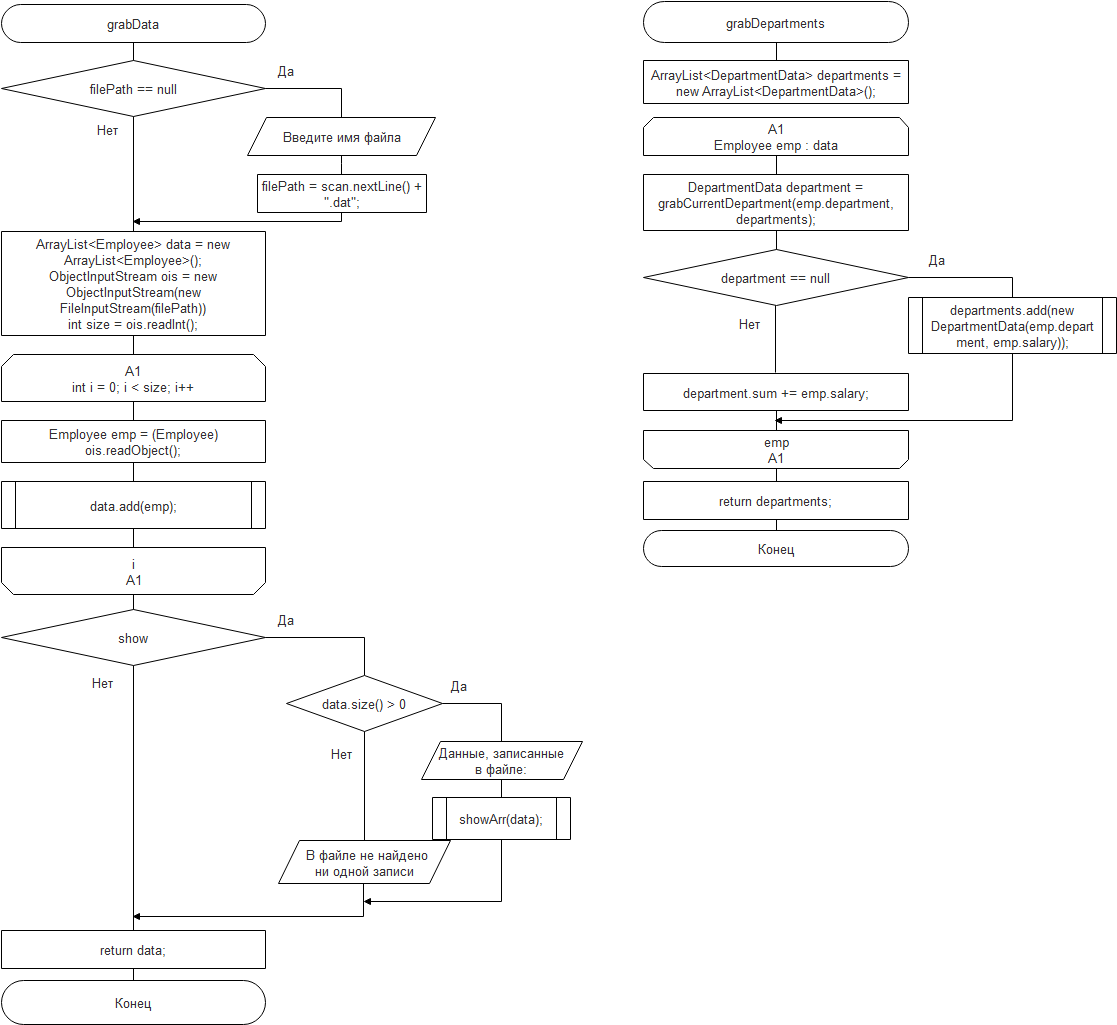 grabData
Да
filePath == null
Нет
Введите имя файла
filePath = scan.nextLine() +
".dat";
ArrayList<Employee> data = new
ArrayList<Employee>();
ObjectInputStream ois = new
ObjectInputStream(new
FileInputStream(filePath))
int size = ois.readInt();
A1
int i = 0; i < size; i++
Employee emp = (Employee)
ois.readObject();
data.add(emp);
i
A1
Да
show
Нет
Да
data.size() > 0
Нет
Данные, записанные
в файле:
showArr(data);
В файле не найдено
ни одной записи
return data;
Конец
grabDepartments
ArrayList<DepartmentData> departments =
new ArrayList<DepartmentData>();
A1
Employee emp : data
DepartmentData department =
grabCurrentDepartment(emp.department,
departments);
Да
department == null
Нет
departments.add(new
DepartmentData(emp.depart
ment, emp.salary));
department.sum += emp.salary;
emp
A1
return departments;
Конец